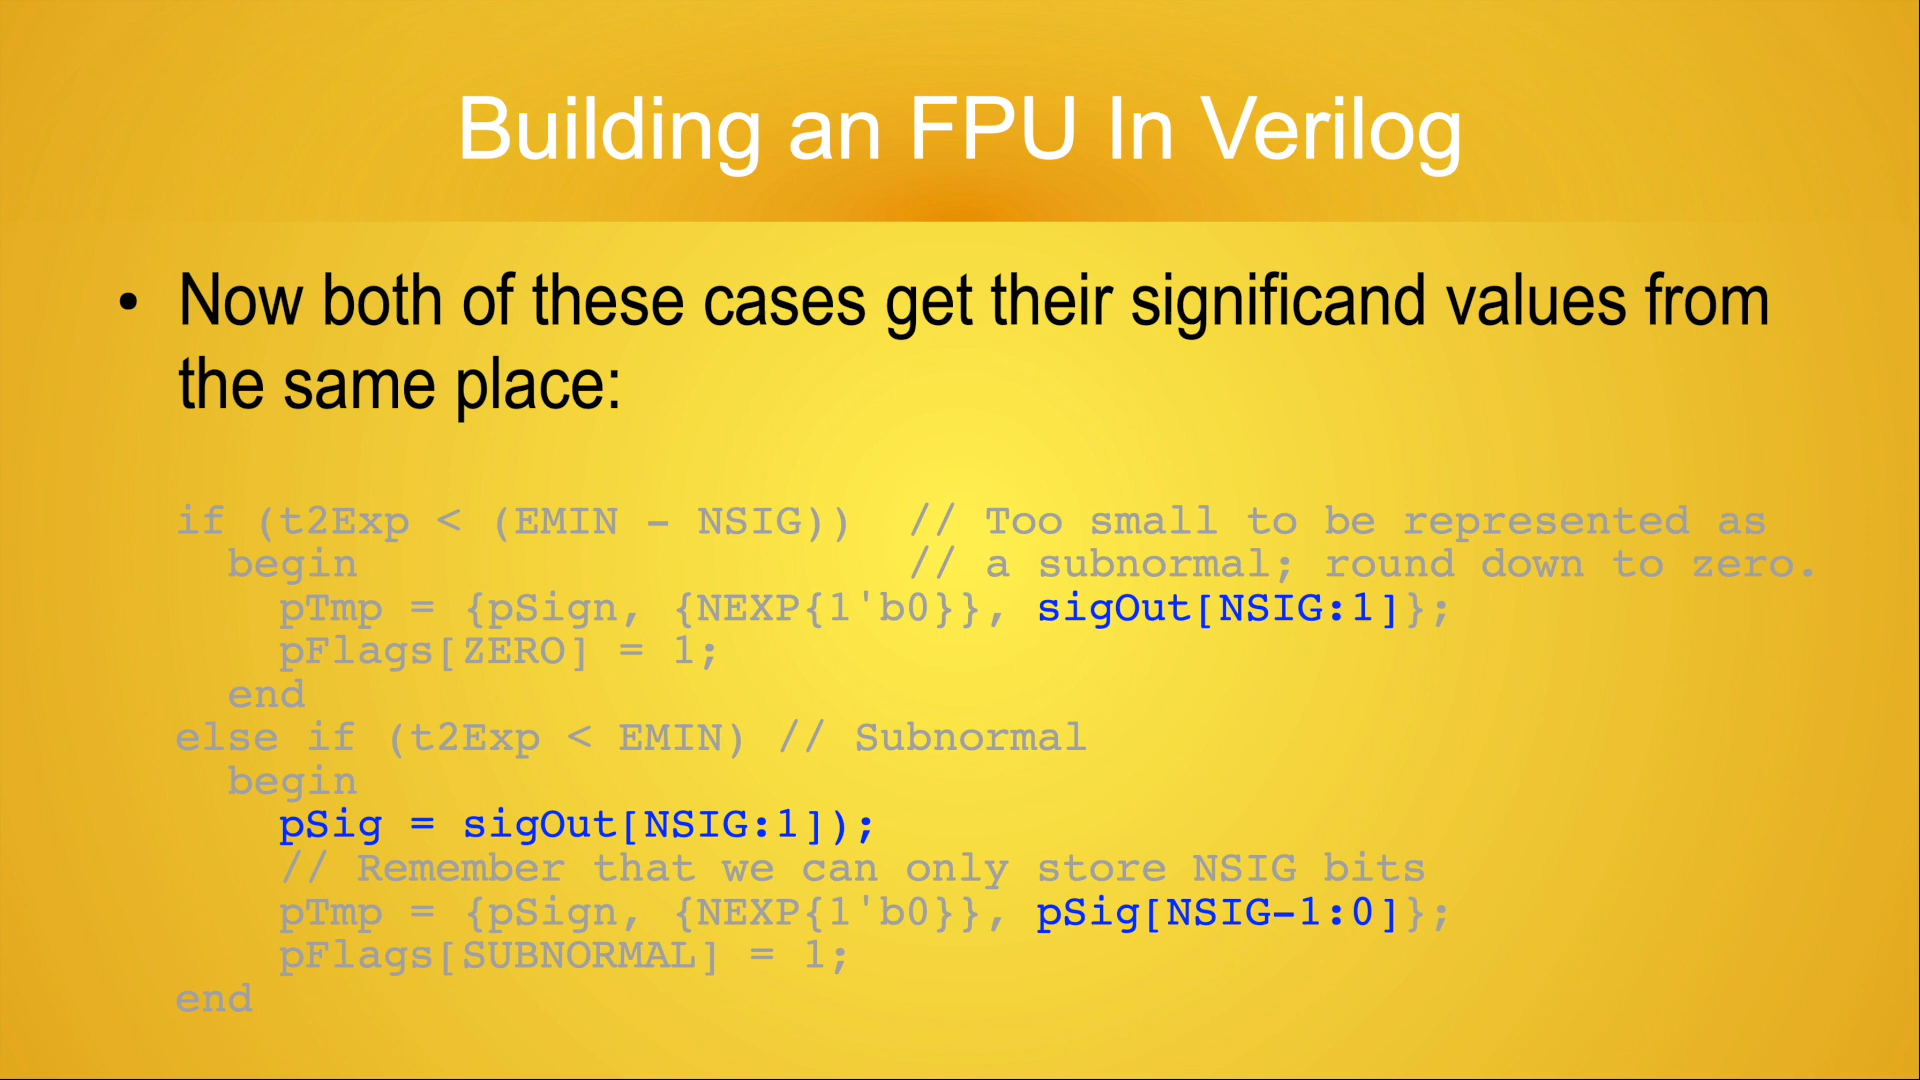 Building an FPU In Verilog
• Now both of these cases get their significand values from
the same place:
if (t2Exp < (EMIN - NSIG))  // Too small to be represented as
  begin                     // a subnormal; round down to zero.
    pTmp = {pSign, {NEXP{1'b0}}, sigOut[NSIG:1]};
    pFlags[ZERO] = 1;
  end
else if (t2Exp < EMIN) // Subnormal
  begin
    pSig = sigOut[NSIG:1]);
    // Remember that we can only store NSIG bits
    pTmp = {pSign, {NEXP{1'b0}}, pSig[NSIG-1:0]};
    pFlags[SUBNORMAL] = 1;
end